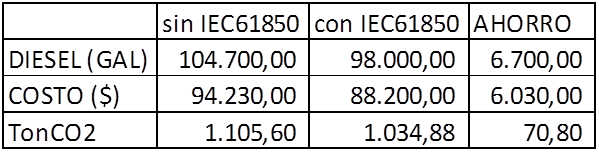 sin IEC61850 con IEC61850 AHORRO
DIESEL (GAL) 104.700,00 98.000,00 6.700,00
COSTO ($) 94.230,00 88.200,00 6.030,00
TonCO2 1.105,60 1.034,88 70,80